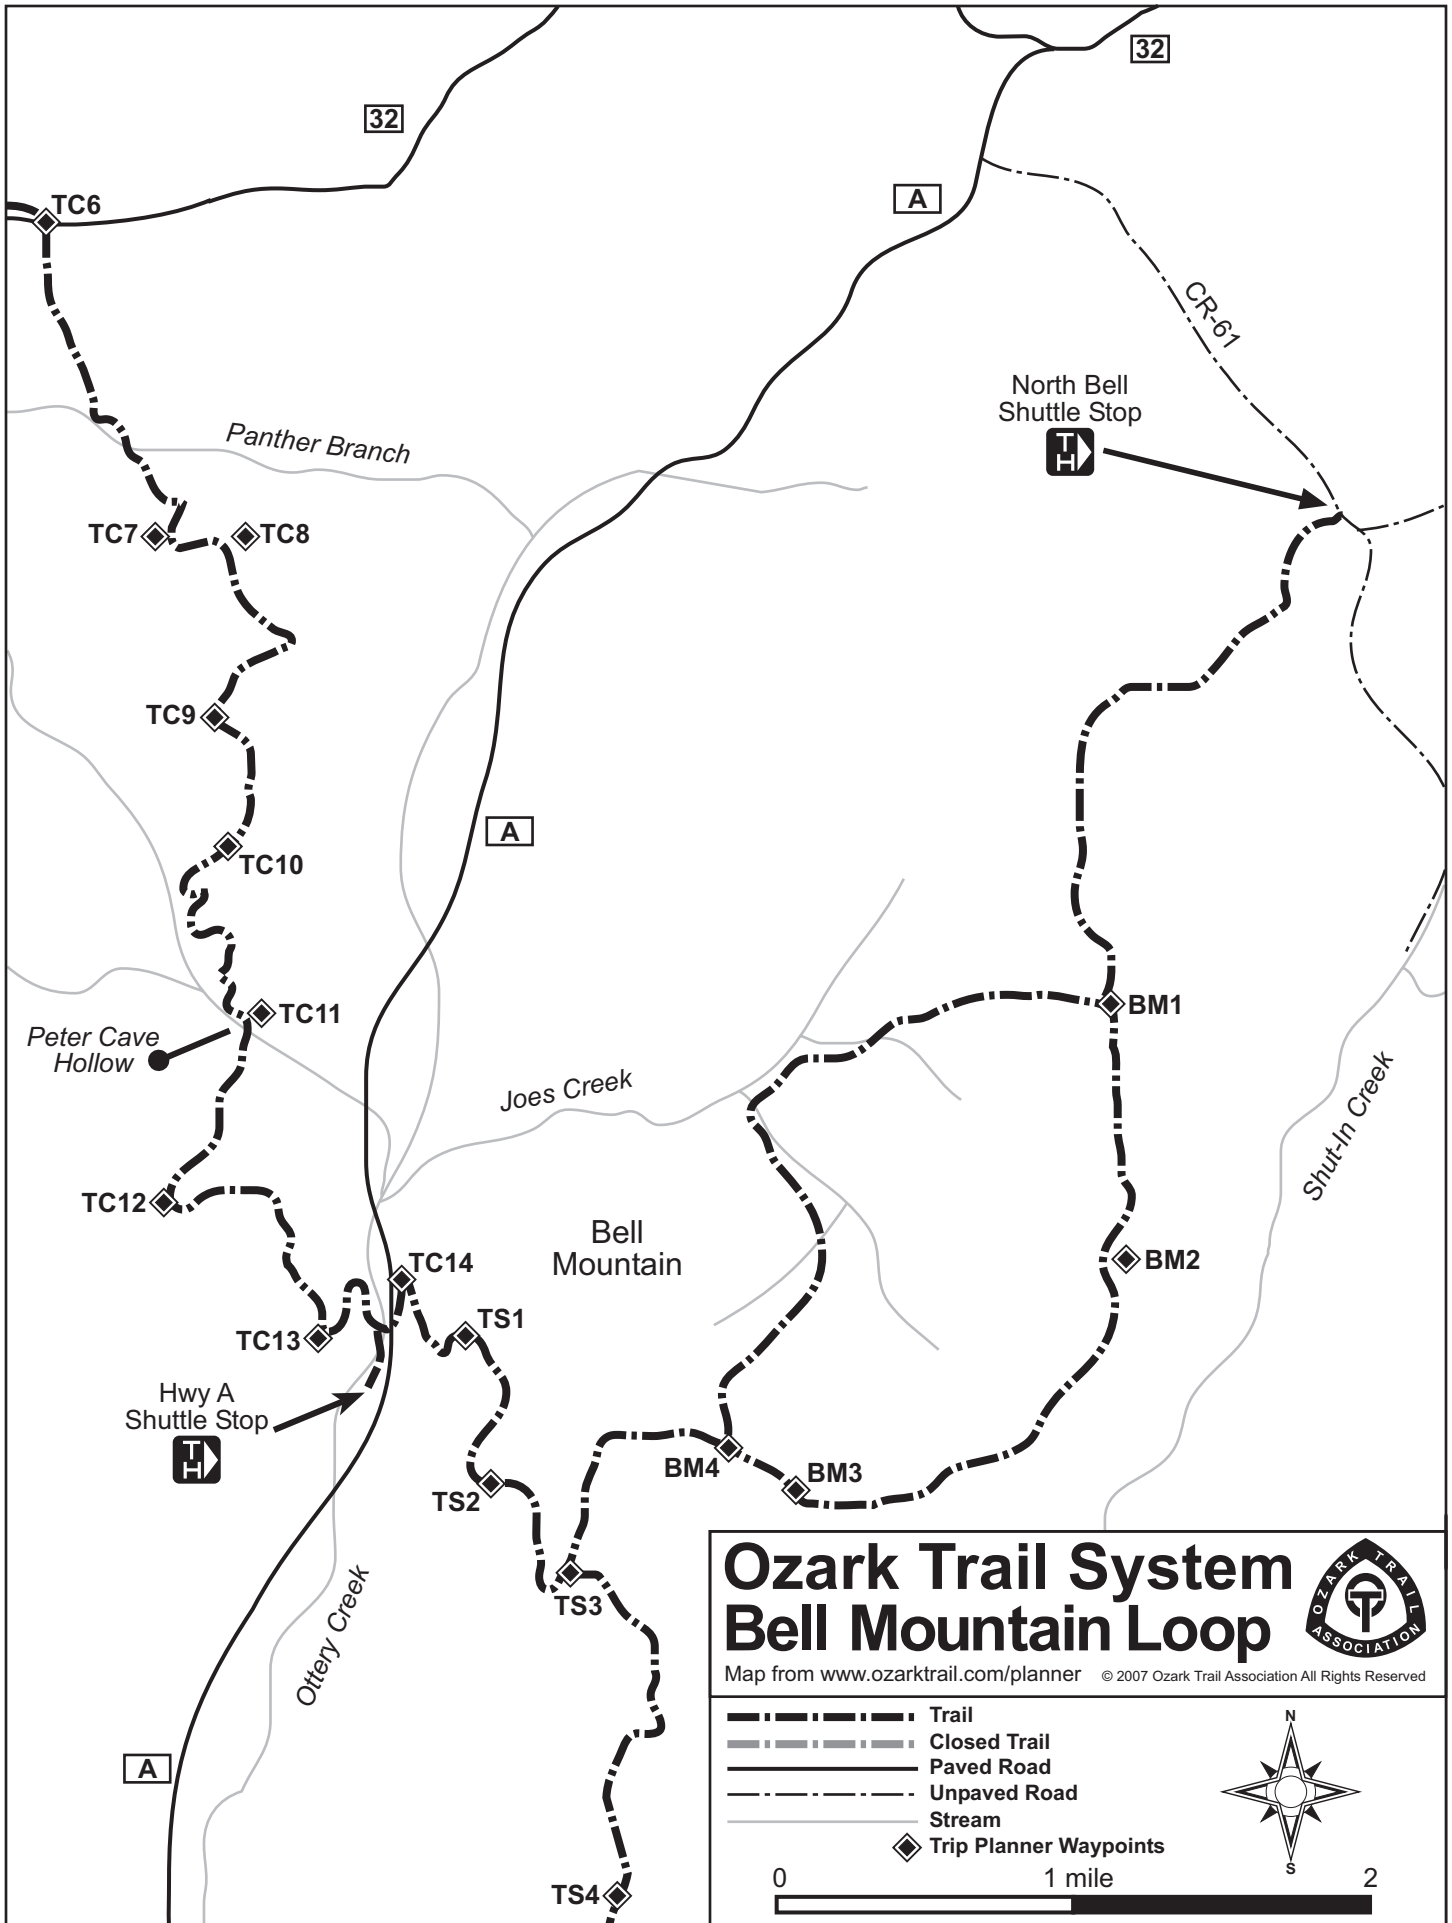 32
32
A
TC6
CR-61
North Bell
Shuttle Stop
TH
Panther Branch
TC7
TC8
TC9
A
TC10
TC11
BM1
Peter Cave
Hollow
Joes Creek
Shut-In Creek
TC12
Bell
Mountain
BM2
TC14
TS1
TC13
Hwy A
Shuttle Stop
TH
BM4
BM3
TS2
TS3
Ottery Creek
A
TS4
Ozark Trail System
Bell Mountain Loop
OZARK TRAIL
ASSOCIATION
Map from www.ozarktrail.com/planner © 2007 Ozark Trail Association All Rights Reserved
Trail
Closed Trail
Paved Road
Unpaved Road
Stream
Trip Planner Waypoints
N
S
0 1 mile 2